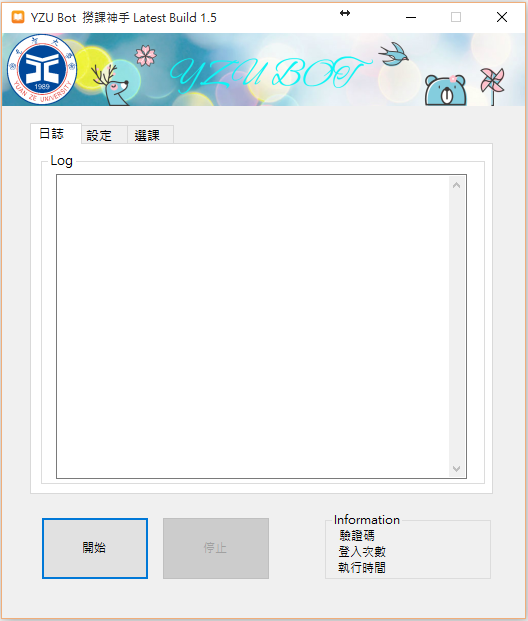 YZU Bot 撈課神手 Latest Build 1.5
YZU BOT
1989
YUAN ZE UNIVERSITY
日誌 設定 選課
Log
開始 停止
Information
驗證碼
登入次數
執行時間